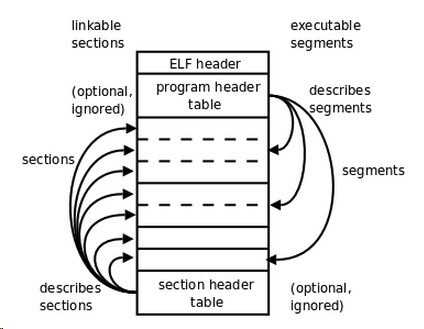 linkable
sections
executable
segments
ELF header
(optional,
ignored)
program header
table
describes
segments
sections
segments
describes
sections
section header
table
(optional,
ignored)